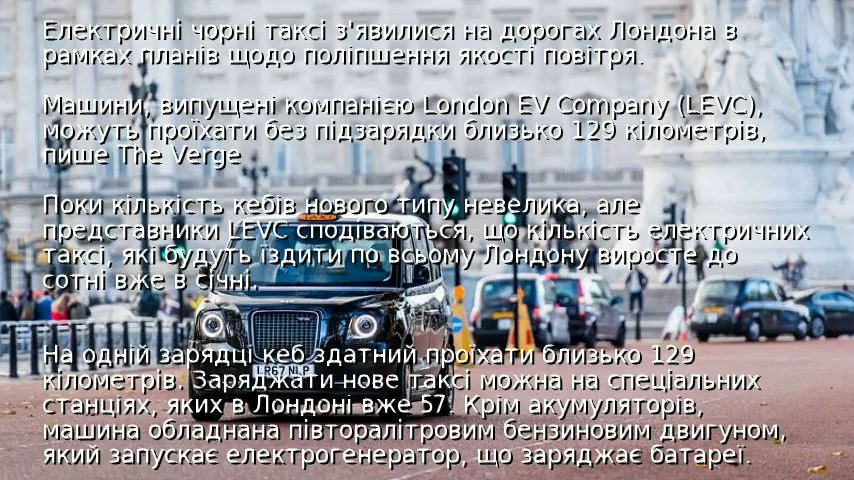 Електричні чорні таксі з'явилися на дорогах Лондона в
рамках планів щодо поліпшення якості повітря.
Машини, випущені компанією London EV Company (LEVC),
можуть проїхати без підзарядки близько 129 кілометрів,
пише The Verge
Поки кількість кебів нового типу невелика, але
представники LEVC сподіваються, що кількість електричних
таксі, які будуть їздити по всьому Лондону виросте до
сотні вже в січні.
TAXI
На одній зарядці кеб здатний проїхати близько 129
кілометрів. Заряджати нове таксі можна на спеціальних
LR67 NLP
станціях, яких в Лондоні вже 57. Крім акумуляторів,
машина обладнана півторалітровим бензиновим двигуном,
який запускає електрогенератор, що заряджає батареї.